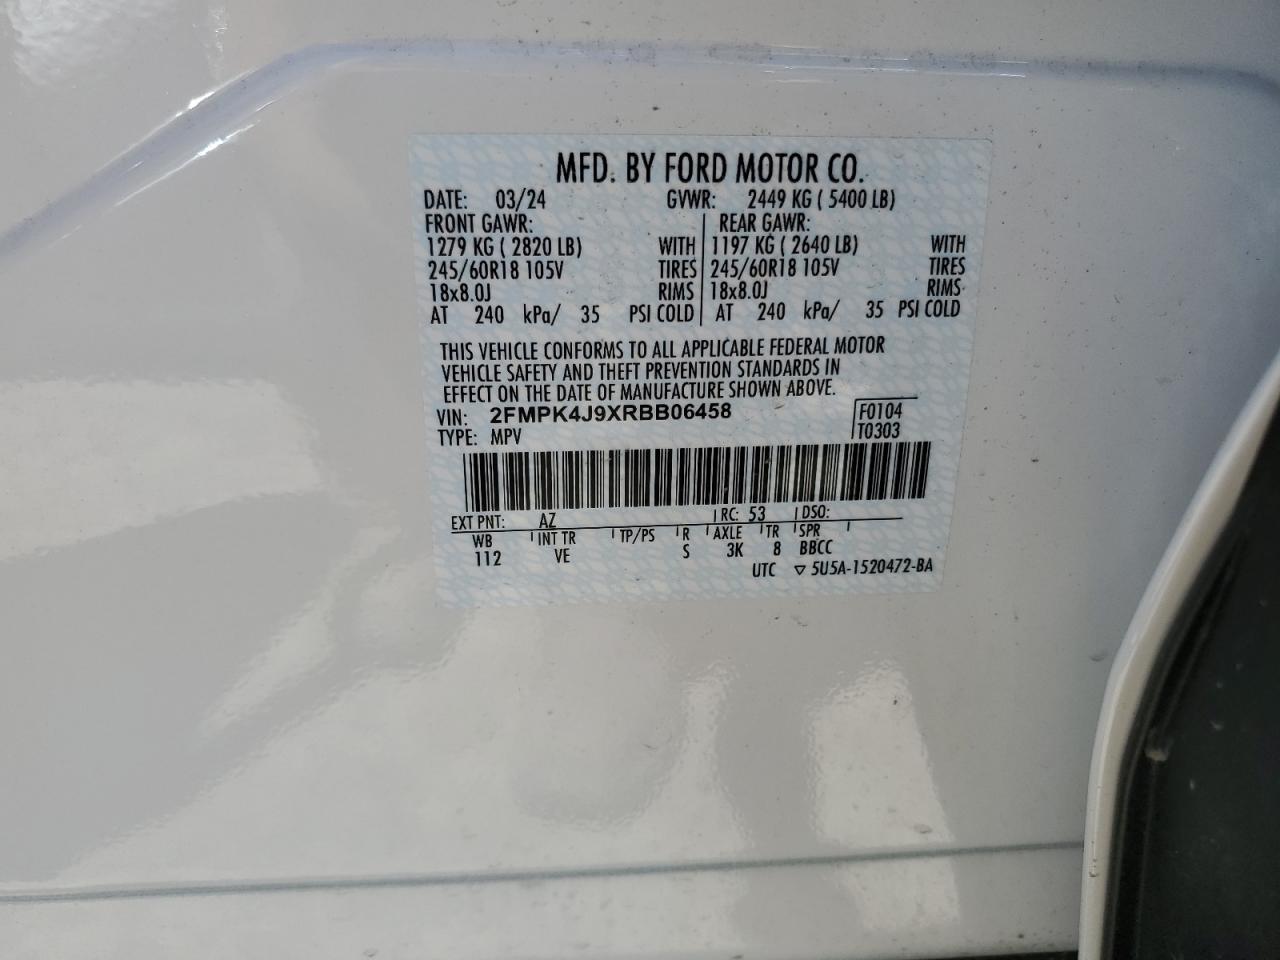 MFD. BY FORD MOTOR CO.
DATE: 03/24 GVWR: 2449 KG ( 5400 LB)
FRONT GAWR: REAR GAWR:
1279 KG ( 2820 LB) WITH 1197 KG ( 2640 LB) WITH
245/60R18 105V TIRES 245/60R18 105V TIRES
18x8.0J RIMS 18x8.0J RIMS
AT 240 kPa/ 35 PSI COLD AT 240 kPa/ 35 PSI COLD
THIS VEHICLE CONFORMS TO ALL APPLICABLE FEDERAL MOTOR
VEHICLE SAFETY AND THEFT PREVENTION STANDARDS IN
EFFECT ON THE DATE OF MANUFACTURE SHOWN ABOVE.
VIN: 2FMPK4J9XRBB06458 F0104
TYPE: MPV T0303
EXT PNT: AZ RC: 53 DSO:
WB INT TR TP/PS R AXLE TR SPR
112 VE S 3K 8 BBCC
UTC ▽ 5U5A-1520472-BA